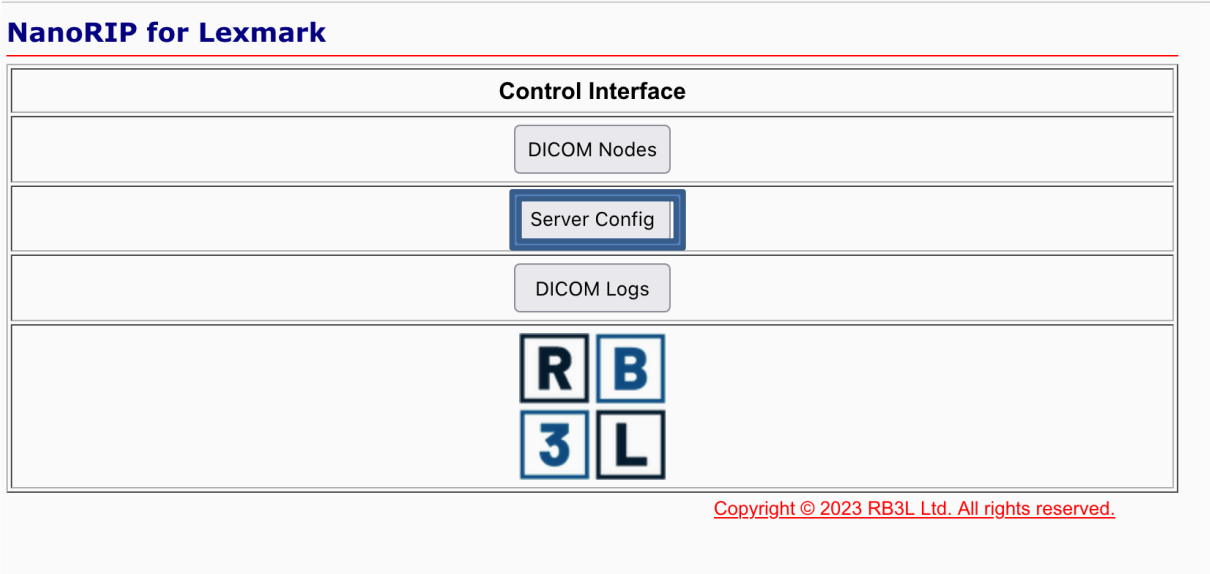 NanoRIP for Lexmark
Control Interface
DICOM Nodes
Server Config
DICOM Logs
R B
3 L
Copyright © 2023 RB3L Ltd. All rights reserved.